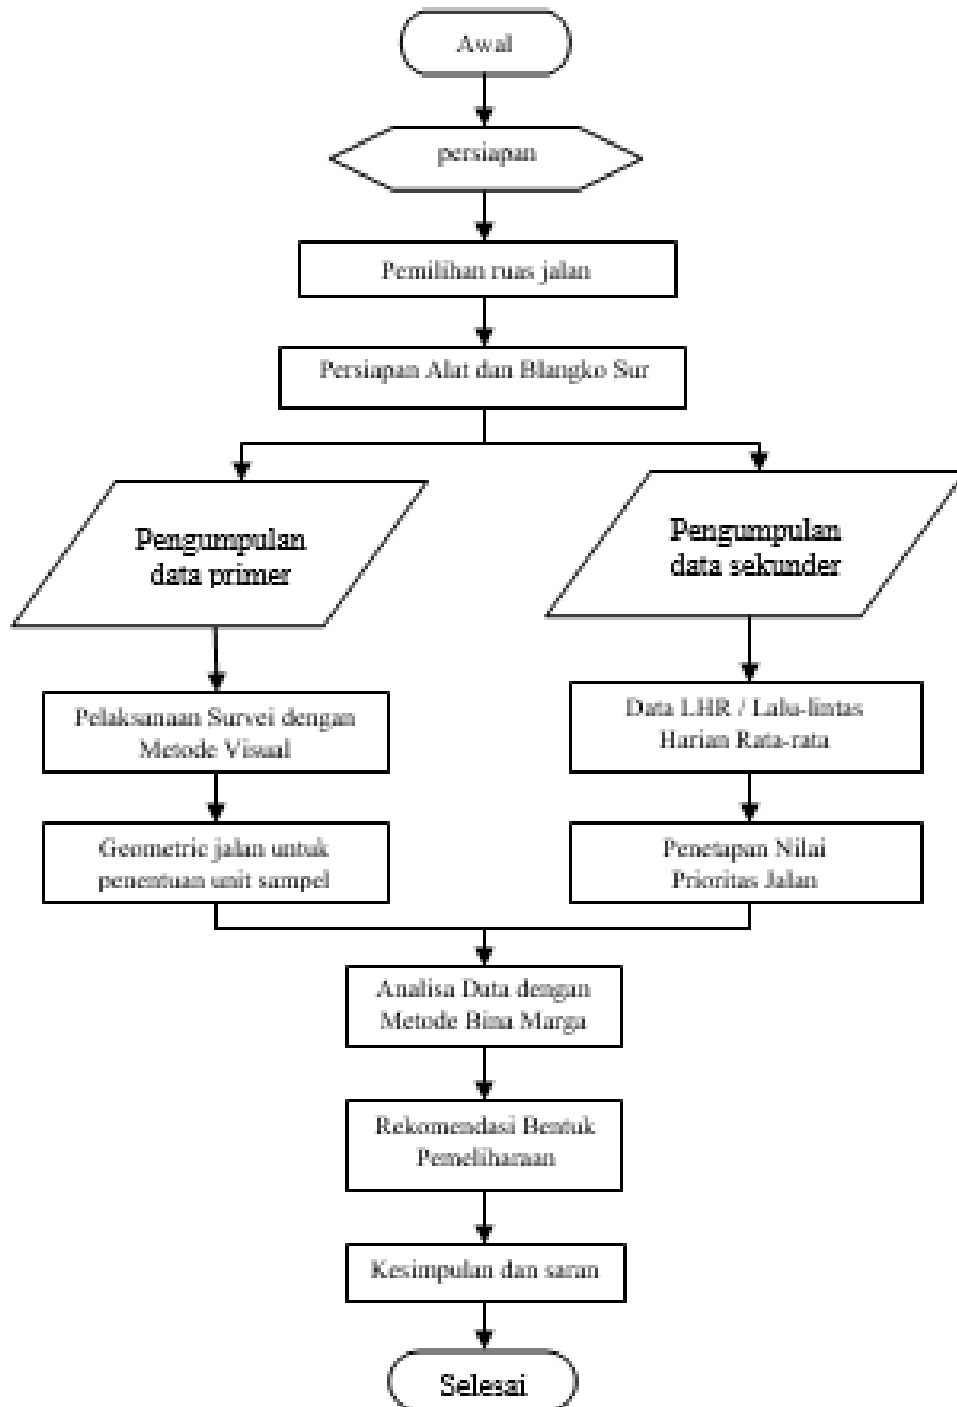 Awal
persiapan
Pemilihan ruas jalan
Persiapan Alat dan Blangko Sur
Pengumpulan
data primer
Pengumpulan
data sekunder
Pelaksanaan Survei dengan
Metode Visual
Data LHR / Lalu-lintas
Harian Rata-rata
Geometric jalan untuk
penentuan unit sampel
Penetapan Nilai
Prioritas Jalan
Analisa Data dengan
Metode Bina Marga
Rekomendasi Bentuk
Pemeliharaan
Kesimpulan dan saran
Selesai